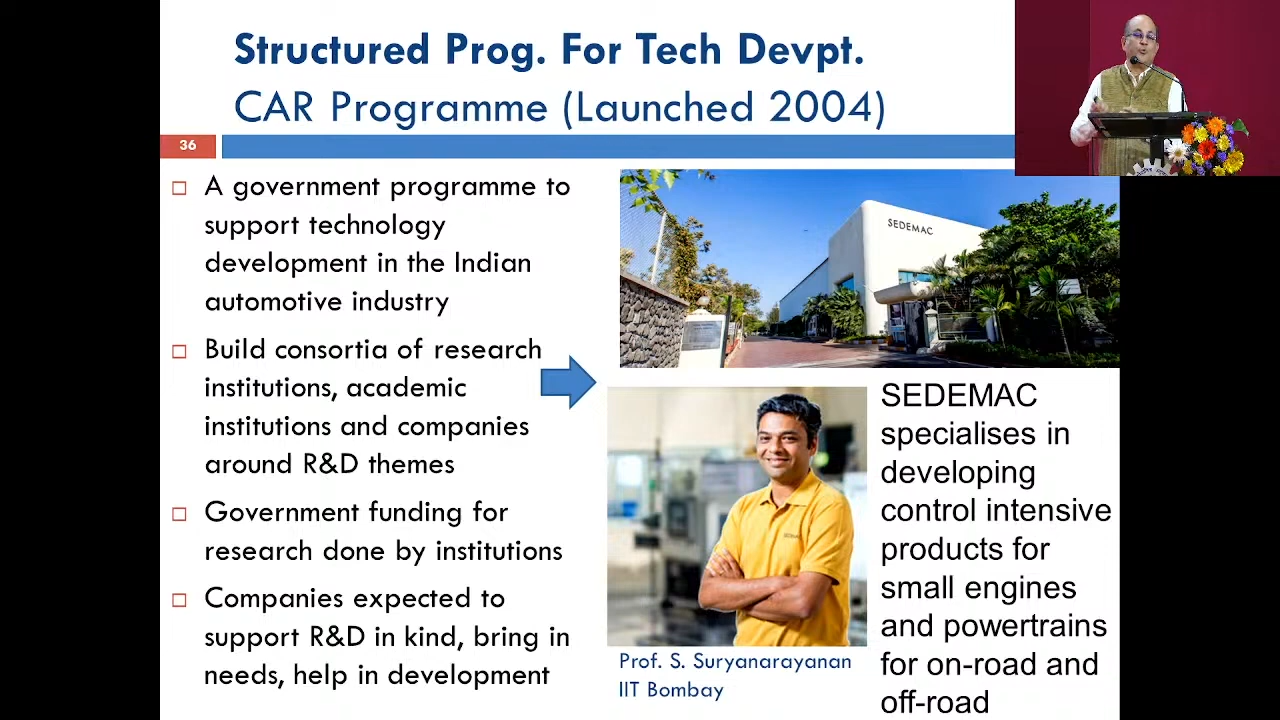 Structured Prog. For Tech Devpt.
CAR Programme (Launched 2004)
36
A government programme to
support technology
development in the Indian
automotive industry
Build consortia of research
institutions, academic
institutions and companies
around R&D themes
Government funding for
research done by institutions
Companies expected to
support R&D in kind, bring in
needs, help in development
SEDEMAC
Prof. S. Suryanarayanan
IIT Bombay
SEDEMAC
specialises in
developing
control intensive
products for
small engines
and powertrains
for on-road and
off-road